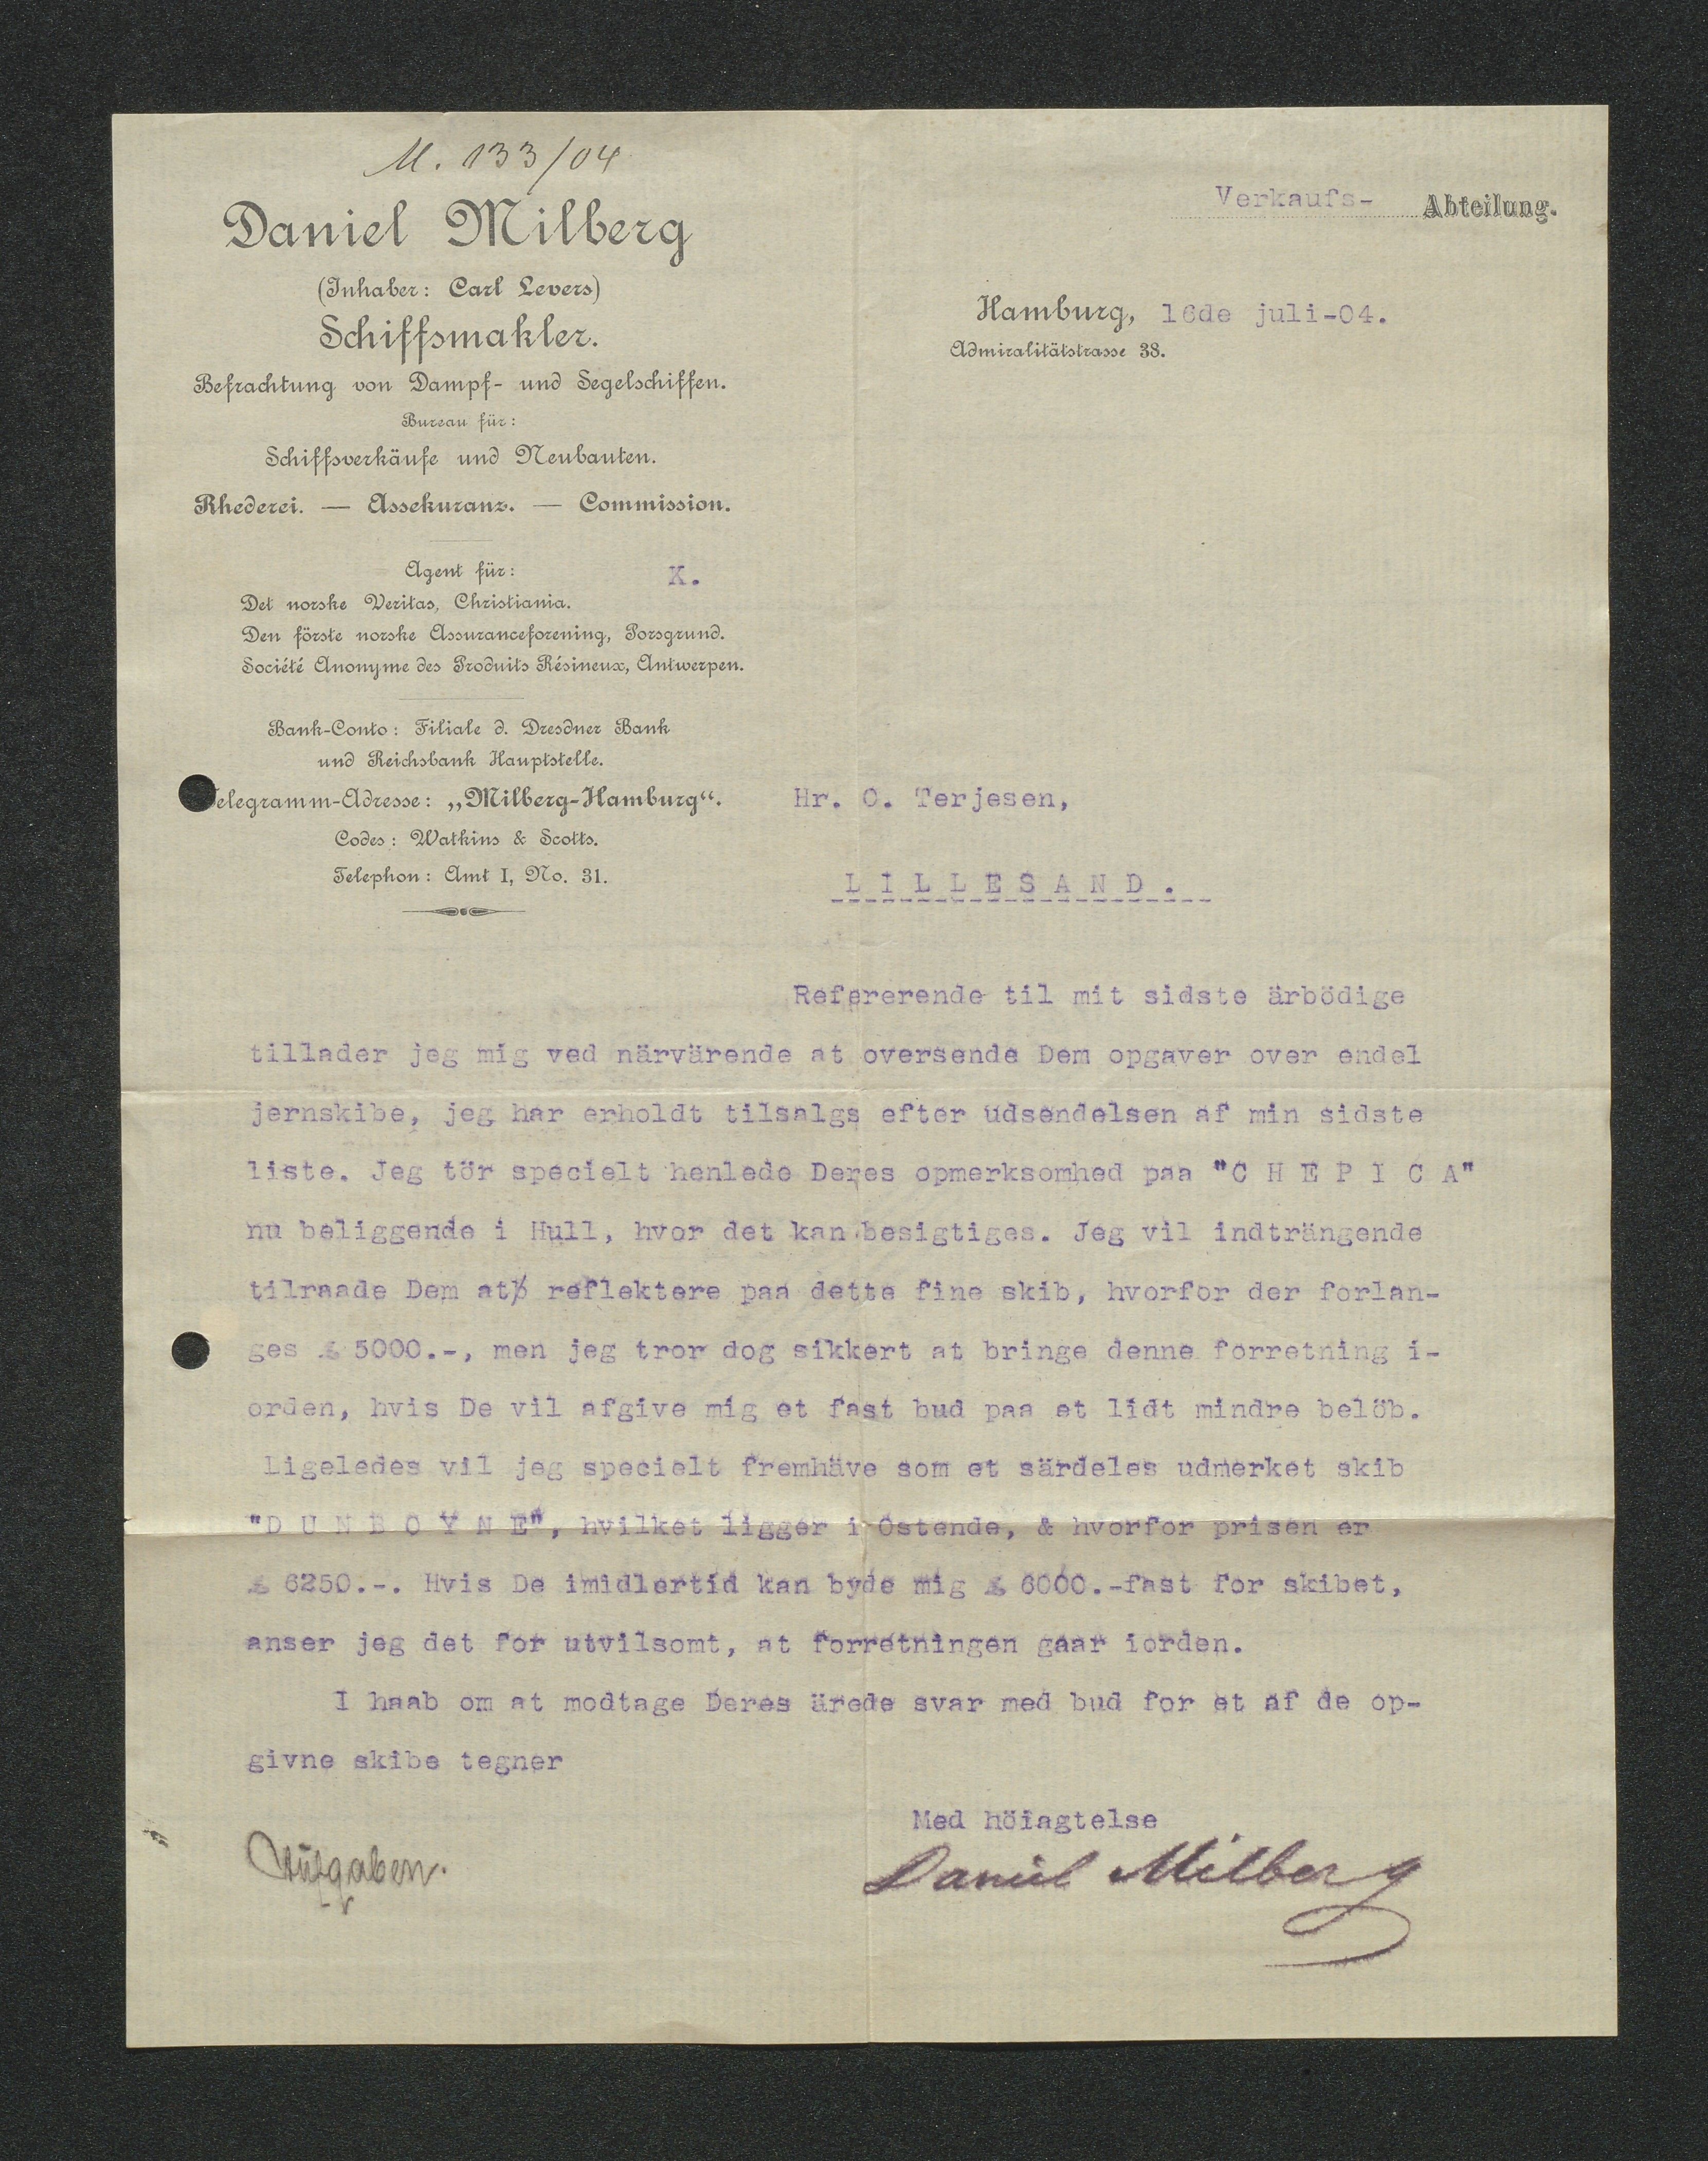 M. 133/04
Daniel Milberg
(Inhaber: Carl Levers)
Schiffsmakler.
Befrachtung von Dampf- und Segelschiffen.
Bureau für:
Schiffsverkäufe und Neubauten.
Rhederei. — Assekuranz. — Commission.
Agent für:
X.
Det norske Veritas, Christiania.
Den förste norske Assuranceforening, Porsgrund.
Société Anonyme des Produits Résineux, Antwerpen.
Bank-Conto: Filiale d. Dresdner Bank
und Reichsbank Hauptstelle.
Telegramm-Adresse: „Milberg-Hamburg“.
Codes: Watkins & Scotts.
Telephon: Amt I, No. 31.
Verkaufs- Abteilung.
Hamburg, 16de juli-04.
Admiralitätstrasse 38.
Hr. O. Terjesen,
L I L L E S A N D .
Refererende til mit sidste ärbödige
tillader jeg mig ved närvärende at oversende Dem opgaver over endel
jernskibe, jeg har erholdt tilsalgs efter udsendelsen af min sidste
liste. Jeg tör specielt henlede Deres opmerksomhed paa "C H E P I C A"
nu beliggende i Hull, hvor det kan besigtiges. Jeg vil indträngende
tilraade Dem at reflektere paa dette fine skib, hvorfor der forlan-
ges £ 5000.-, men jeg tror dog sikkert at bringe denne forretning i-
orden, hvis De vil afgive mig et fast bud paa et lidt mindre belöb.
Ligeledes vil jeg specielt fremhäve som et särdeles udmerket skib
"D U N B O Y N E", hvilket ligger i Ostende, & hvorfor prisen er
£ 6250.-. Hvis De imidlertid kan byde mig £ 6000.-fast for skibet,
anser jeg det for utvilsomt, at forretningen gaar iorden.
I haab om at modtage Deres ärede svar med bud for et af de op-
givne skibe tegner
Med höiagtelse
Daniel Milberg
Aufgaben.